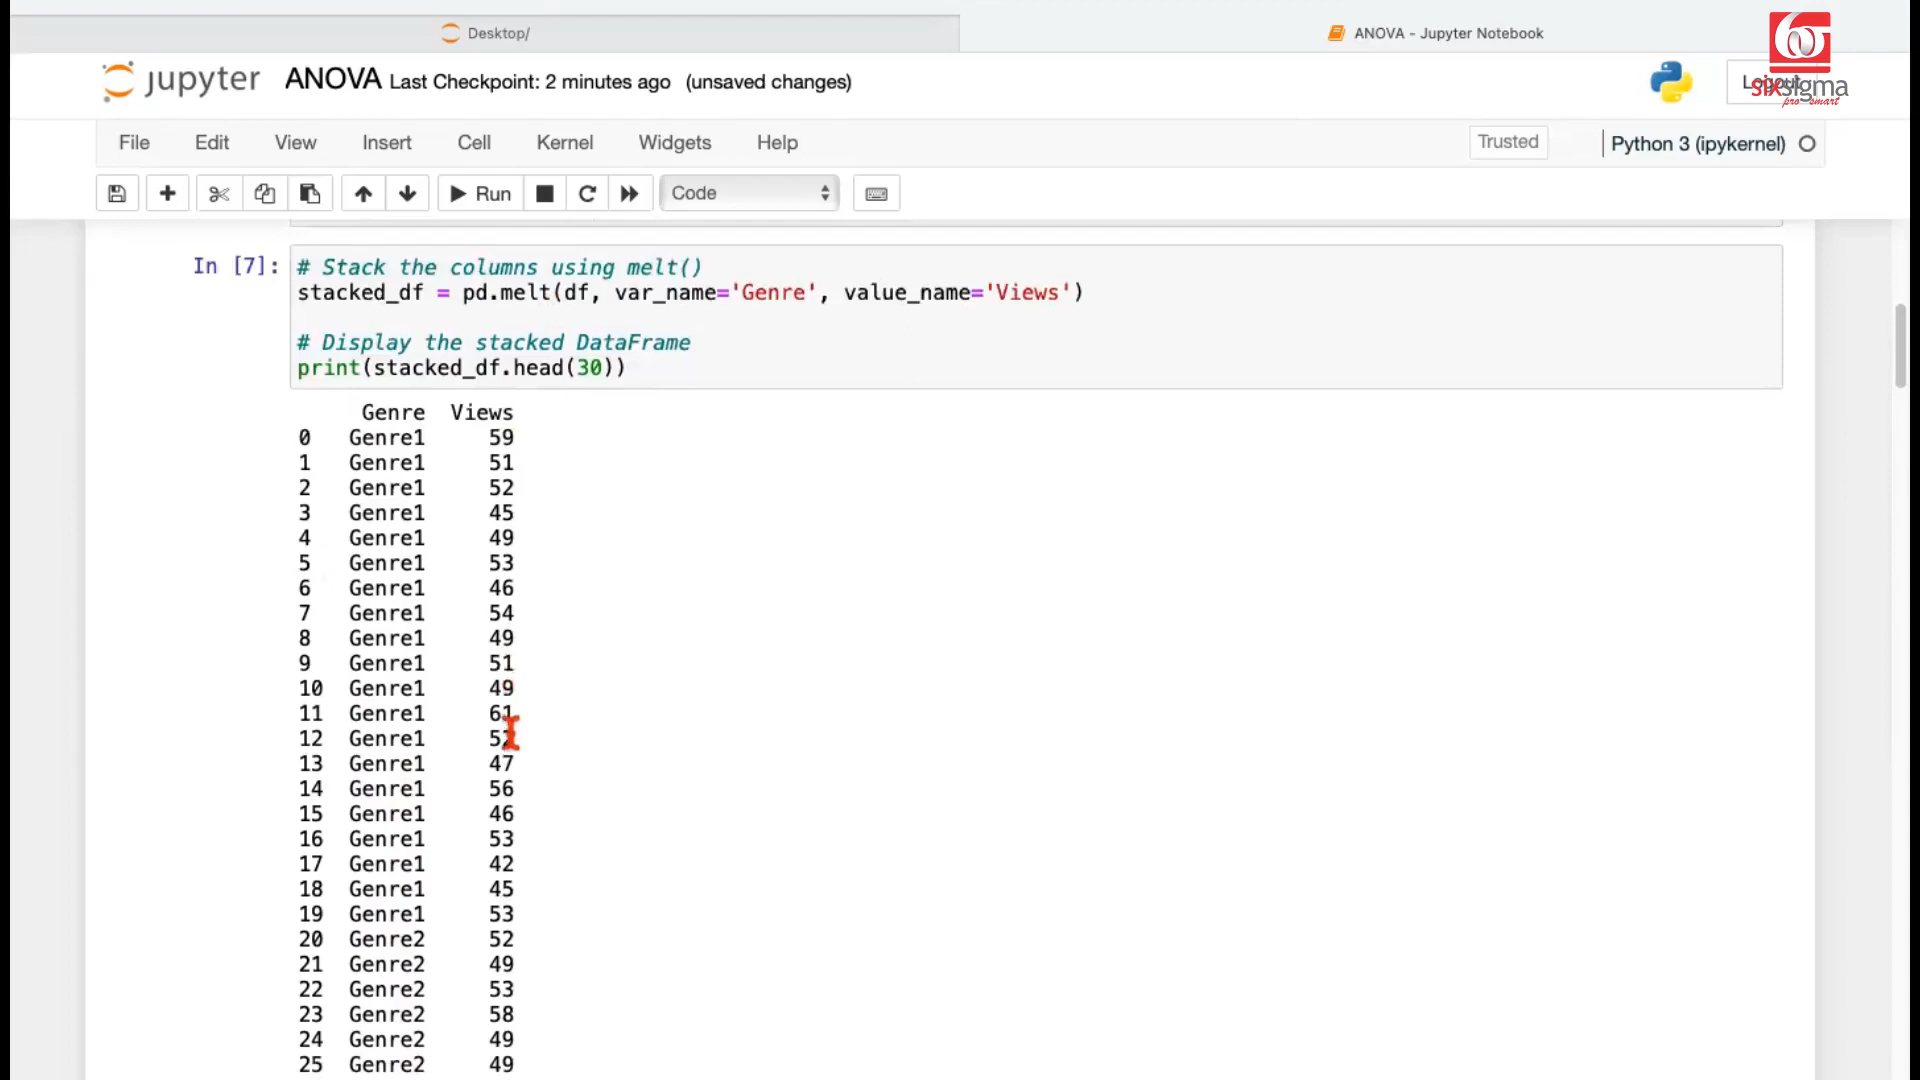 Desktop/
ANOVA - Jupyter Notebook
jupyter ANOVA Last Checkpoint: 2 minutes ago (unsaved changes)
sixsigma
pro smart
File Edit View Insert Cell Kernel Widgets Help
Trusted
Python 3 (ipykernel)
Run
Code
In [7]:
# Stack the columns using melt()
stacked_df = pd.melt(df, var_name='Genre', value_name='Views')
# Display the stacked DataFrame
print(stacked_df.head(30))
Genre Views
0 Genre1 59
1 Genre1 51
2 Genre1 52
3 Genre1 45
4 Genre1 49
5 Genre1 53
6 Genre1 46
7 Genre1 54
8 Genre1 49
9 Genre1 51
10 Genre1 49
11 Genre1 61
12 Genre1
13 Genre1 47
14 Genre1 56
15 Genre1 46
16 Genre1 53
17 Genre1 42
18 Genre1 45
19 Genre1 53
20 Genre2 52
21 Genre2 49
22 Genre2 53
23 Genre2 58
24 Genre2 49
25 Genre2 49